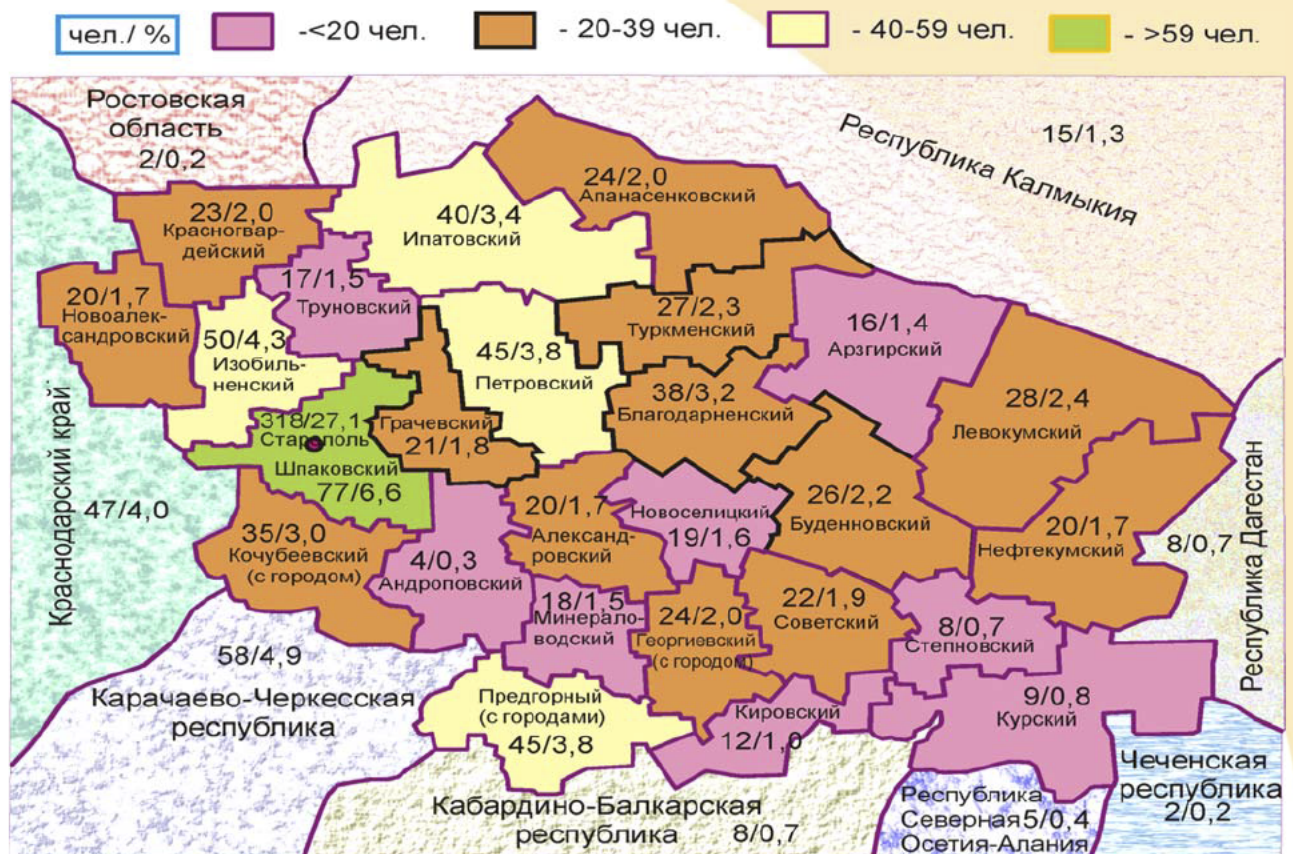 чел./ %
-<20 чел.
- 20-39 чел.
- 40-59 чел.
- >59 чел.
Ростовская
область
2/0,2
Республика Калмыкия
15/1,3
24/2,0
Апанасенковский
23/2,0
Красногвар-
дейский
40/3,4
Ипатовский
17/1,5
Труновский
20/1,7
Новоалек-
сандровский
50/4,3
Изобиль-
ненский
45/3,8
Петровский
27/2,3
Туркменский
16/1,4
Арзгирский
38/3,2
Благодарненский
28/2,4
Левокумский
318/27,1
Ставрополь
Шпаковский
77/6,6
Грачевский
21/1,8
Краснодарский край
47/4,0
35/3,0
Кочубеевский
(с городом)
4/0,3
Андроповский
20/1,7
Александ-
ровский
Новоселицкий
19/1,6
26/2,2
Буденновский
20/1,7
Нефтекумский
8/0,7
Республика Дагестан
18/1,5
Минерало-
водский
24/2,0
Георгиевский
(с городом)
22/1,9
Советский
8/0,7
Степновский
9/0,8
Курский
58/4,9
Карачаево-Черкесская
республика
Предгорный
(с городами)
45/3,8
Кировский
12/1,0
Кабардино-Балкарская
республика
8/0,7
Республика
Северная 5/0,4
Осетия-Алания
Чеченская
республика
2/0,2